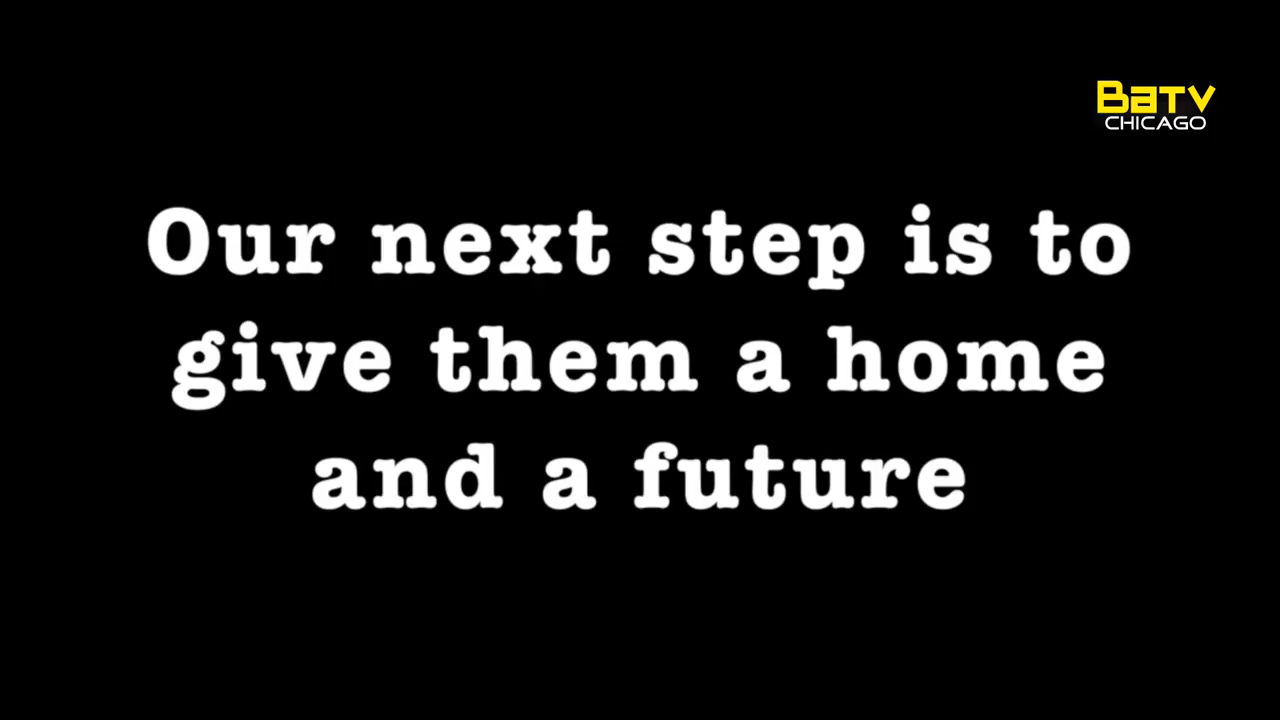 BaTV
CHICAGO
Our next step is to
give them a home
and a future